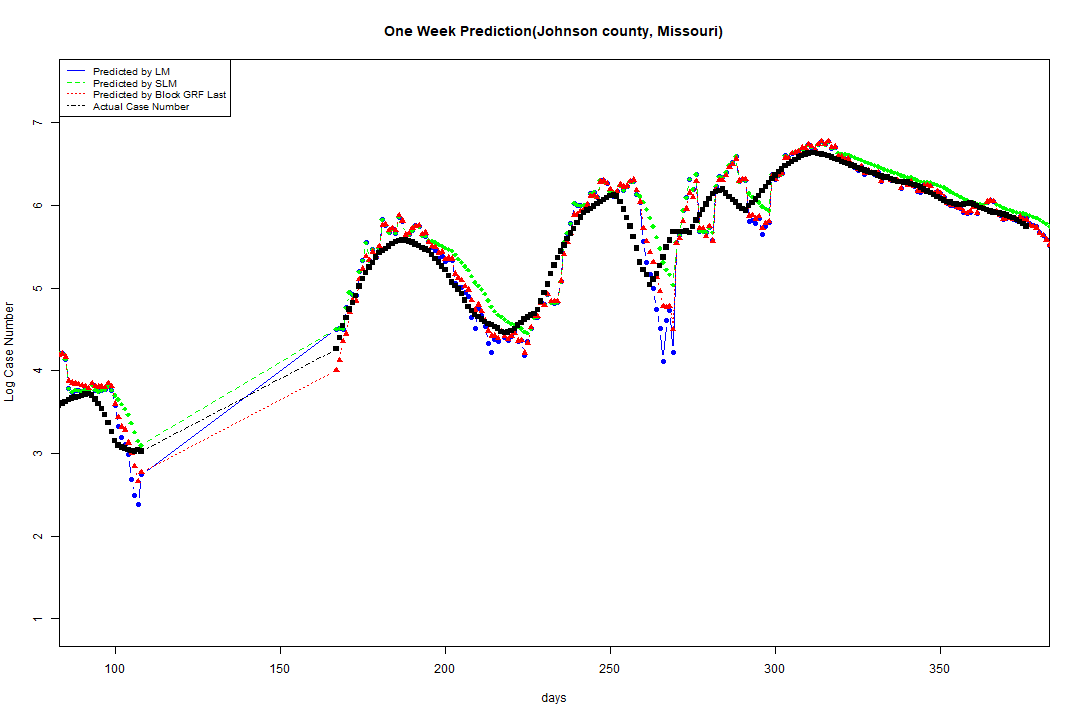 One Week Prediction(Johnson county, Missouri)
Predicted by LM
Predicted by SLM
Predicted by Block GRF Last
Actual Case Number
7
6
5
4
3
2
1
Log Case Number
100 150 200 250 300 350
days